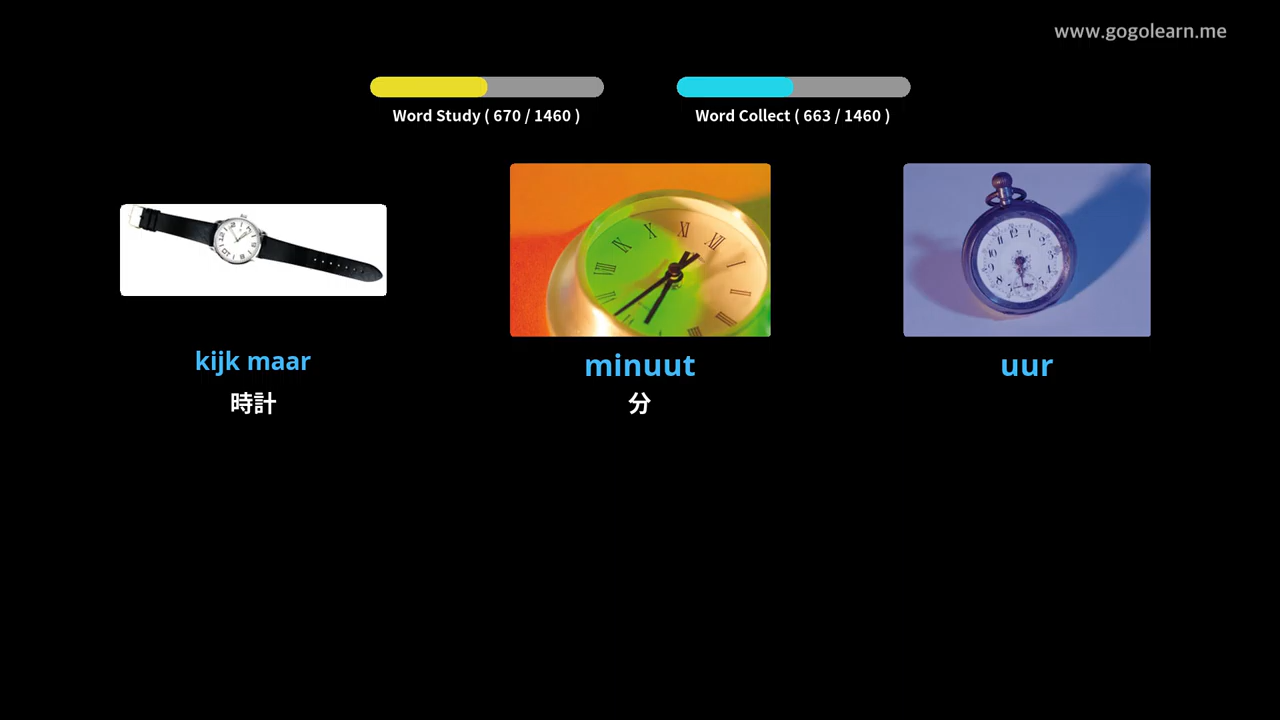 www.gogolearn.me
Word Study ( 670 / 1460 )
Word Collect ( 663 / 1460 )
kijk maar
時計
minuut
分
uur